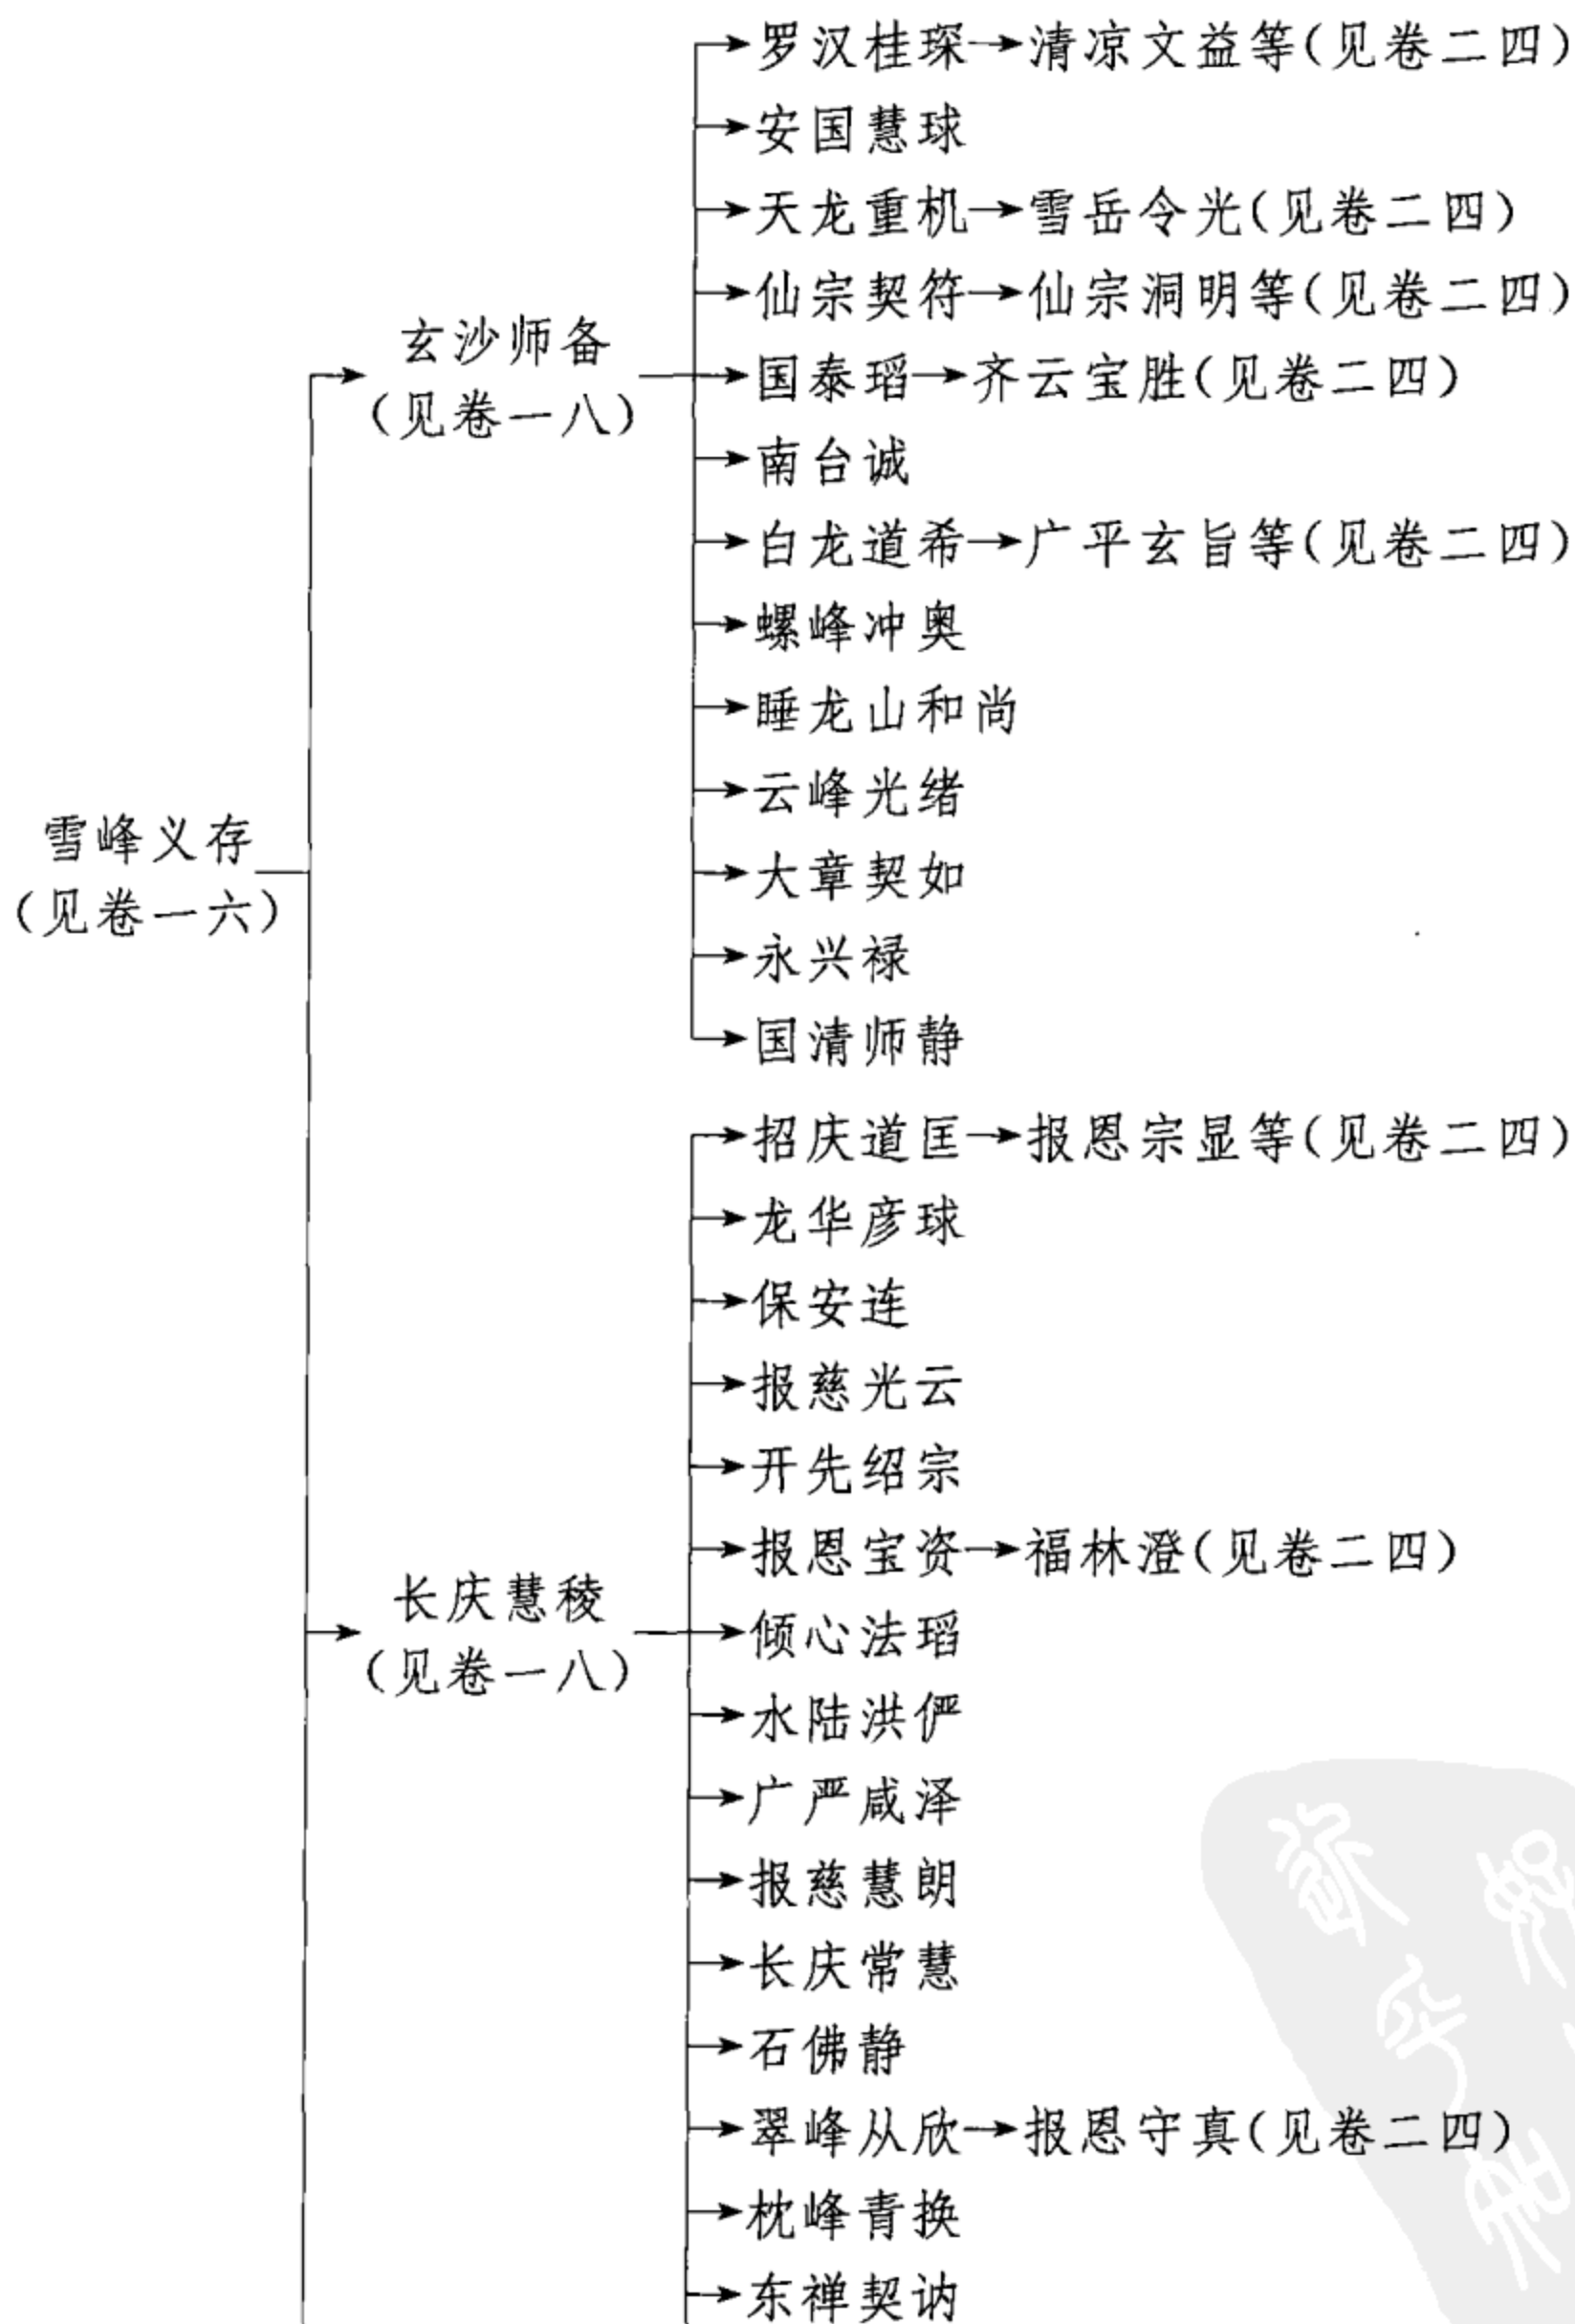 罗汉桂琛→清凉文益等(见卷二四)
安国慧球
天龙重机→雪岳令光(见卷二四)
仙宗契符→仙宗洞明等(见卷二四)
玄沙师备
(见卷一八)
国泰瑫→齐云宝胜(见卷二四)
南台诚
白龙道希→广平玄旨等(见卷二四)
螺峰冲奥
睡龙山和尚
云峰光绪
雪峰义存
(见卷一六)
大章契如
永兴禄
国清师静
招庆道匡→报恩宗显等(见卷二四)
龙华彦球
保安连
报慈光云
开先绍宗
报恩宝资→福林澄(见卷二四)
长庆慧稜
(见卷一八)
倾心法瑫
水陆洪俨
广严咸泽
报慈慧朗
长庆常慧
石佛静
翠峰从欣→报恩守真(见卷二四)
枕峰青换
东禅契讷